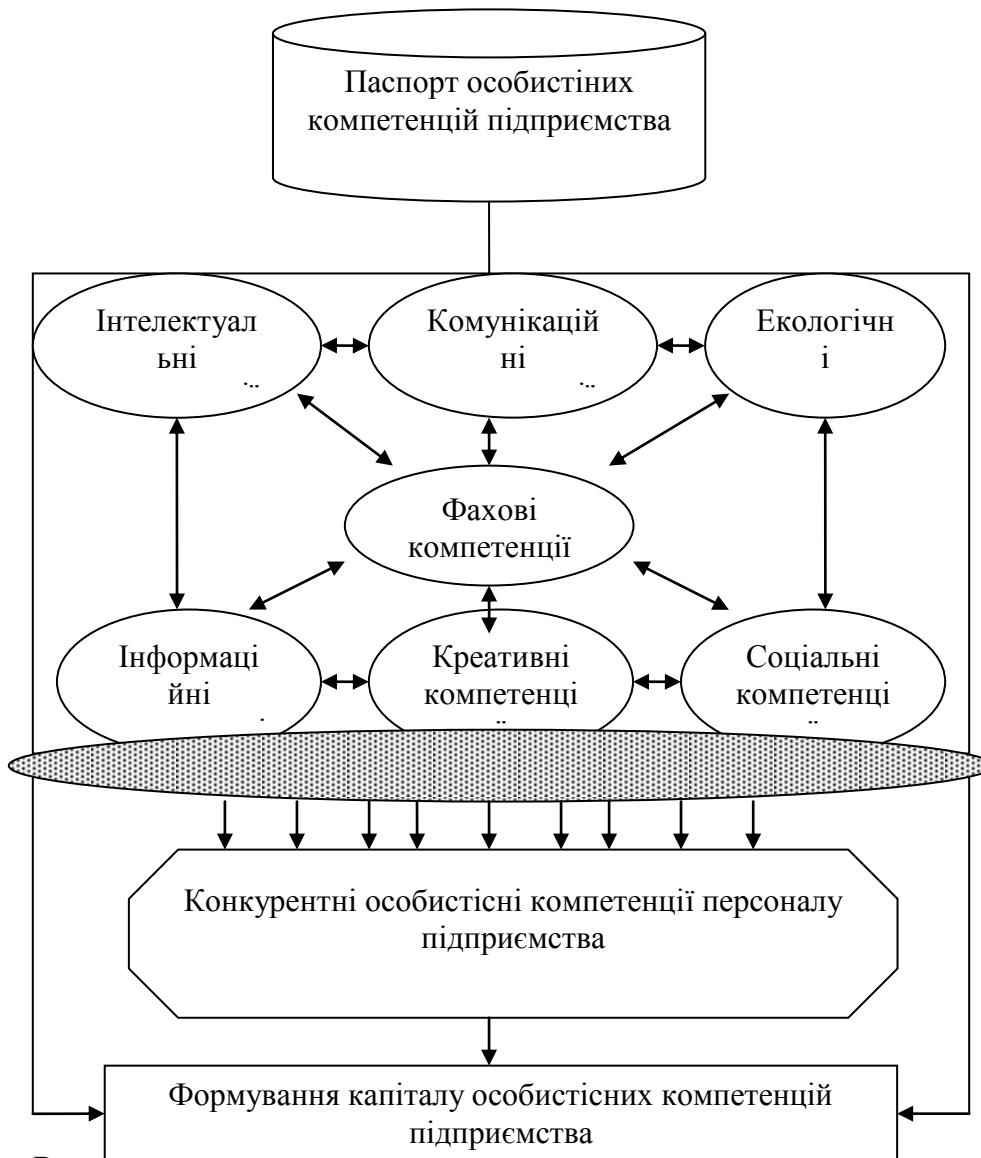 Паспорт особистіних
компетенцій підприємства
Інтелектуал
ьні
Комунікацій
ні
Екологічн
і
Фахові
компетенції
Інформаці
йні
Креативні
компетенці
Соціальні
компетенці
Конкурентні особистісні компетенції персоналу
підприємства
Формування капіталу особистісних компетенцій
підприємства